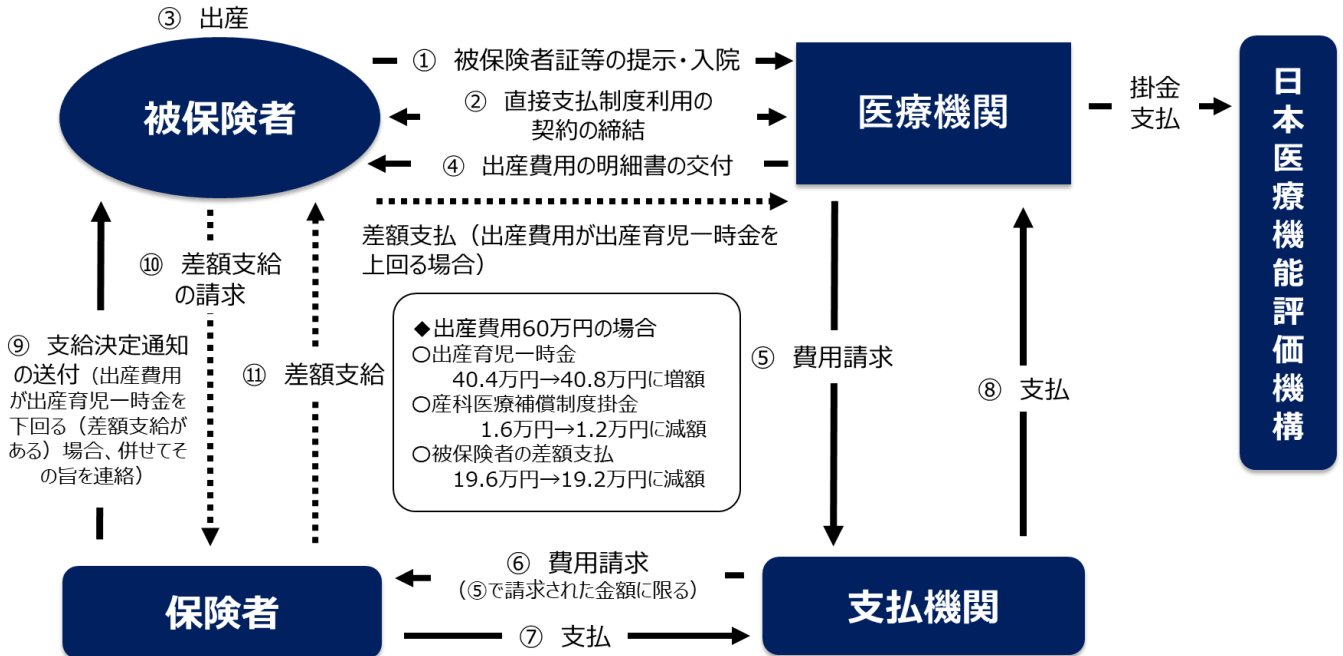 ③ 出産
被保険者
① 被保険者証等の提示・入院
② 直接支払制度利用の
契約の締結
④ 出産費用の明細書の交付
医療機関
掛金
支払
日本医療機能評価機構
差額支払（出産費用が出産育児一時金を
上回る場合）
⑩ 差額支給
の請求
⑨ 支給決定通知
の送付（出産費用
が出産育児一時金を
下回る（差額支給が
ある）場合、併せてそ
の旨を連絡）
⑪ 差額支給
◆出産費用60万円の場合
○出産育児一時金
40.4万円→40.8万円に増額
○産科医療補償制度掛金
1.6万円→1.2万円に減額
○被保険者の差額支払
19.6万円→19.2万円に減額
⑤ 費用請求
⑧ 支払
⑥ 費用請求
（⑤で請求された金額に限る）
保険者
⑦ 支払
支払機関